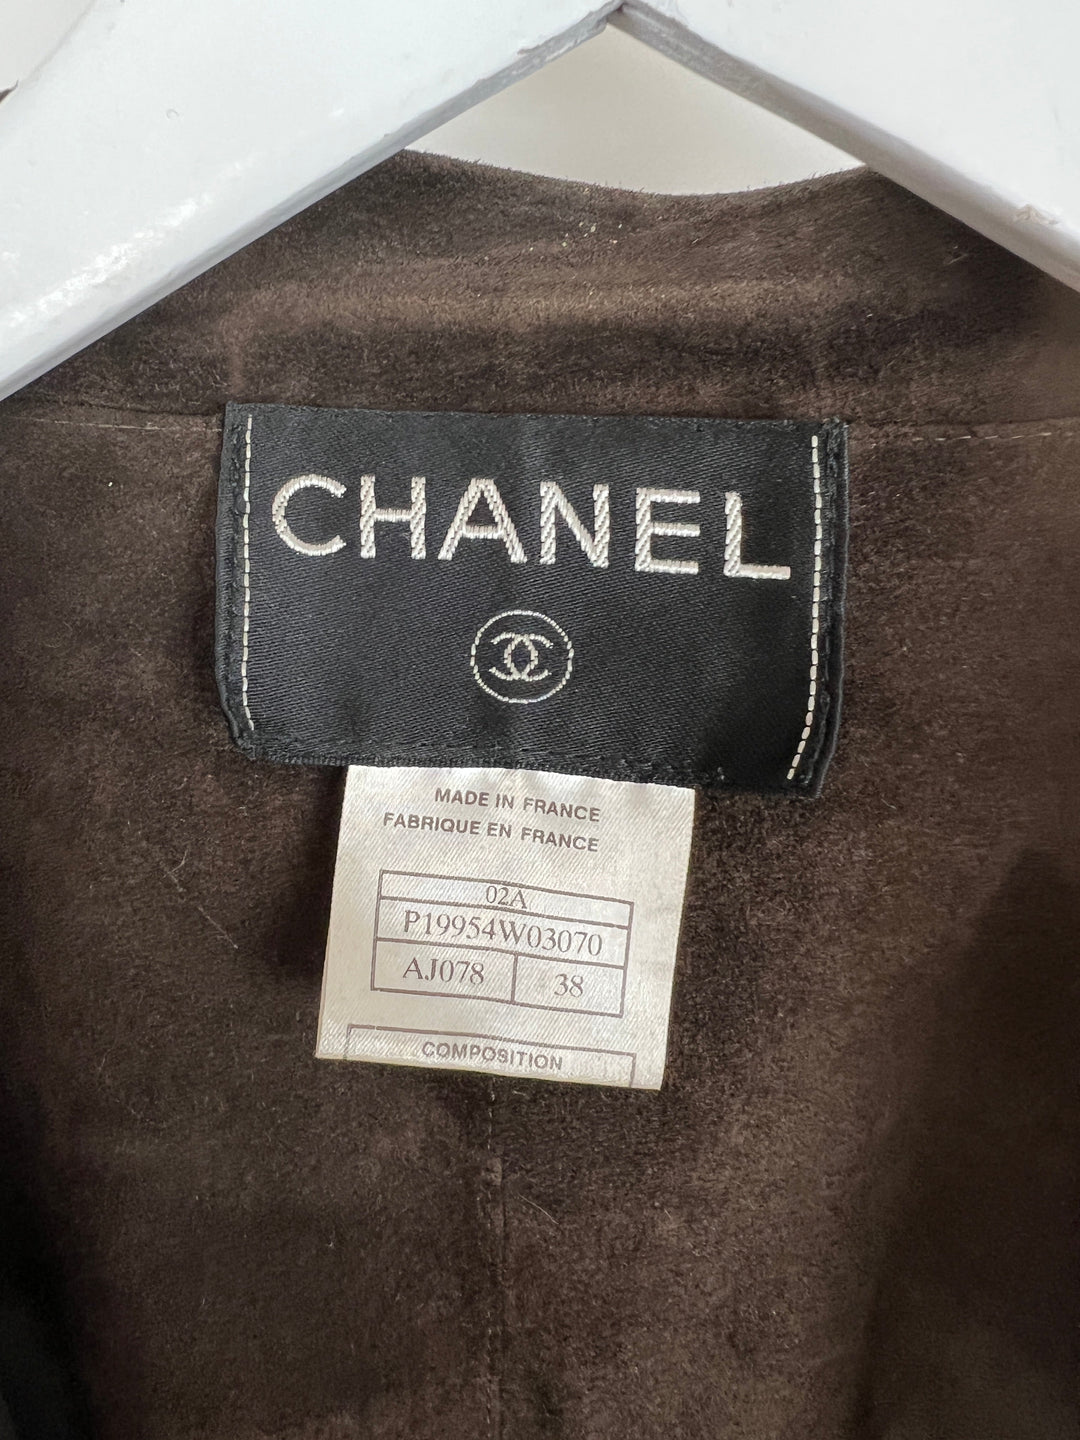 CHANEL
MADE IN FRANCE
FABRIQUE EN FRANCE
02A
P19954W03070
AJ078 38
COMPOSITION